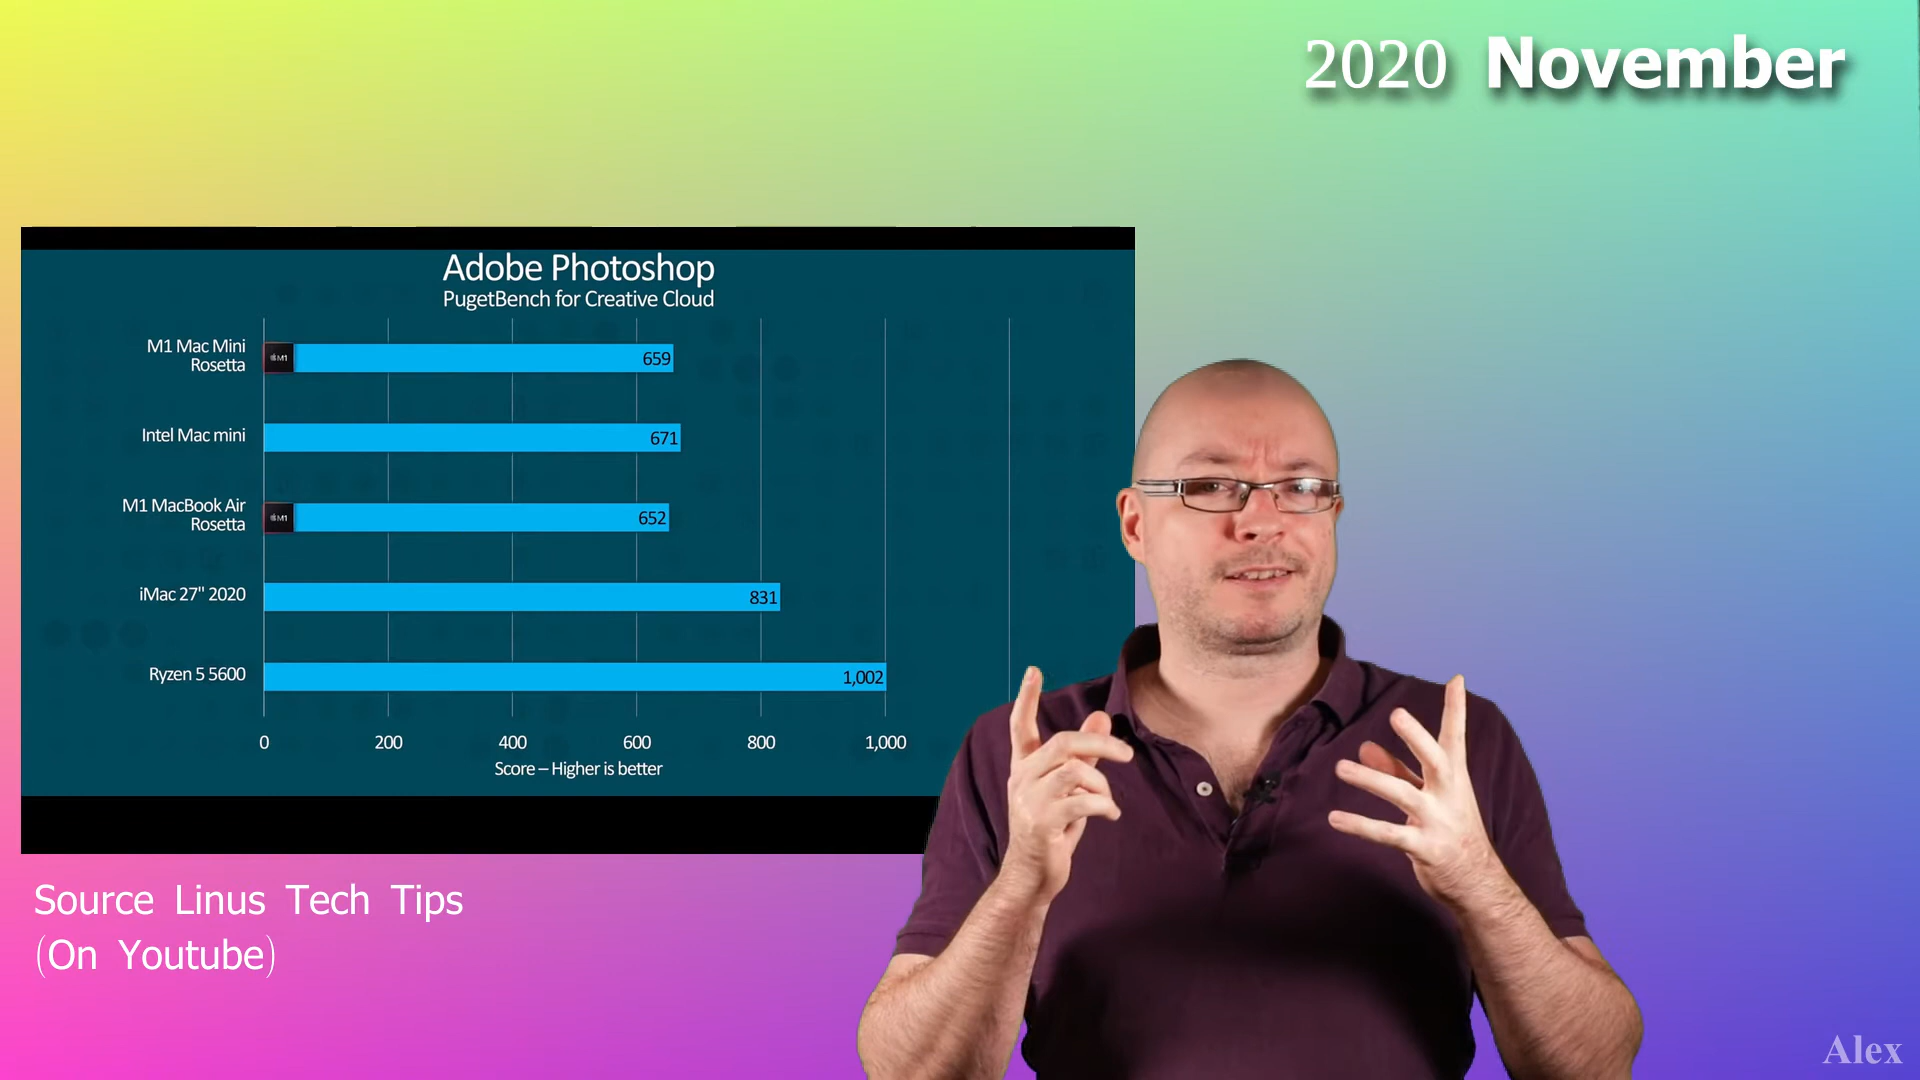 2020 November
Adobe Photoshop
PugetBench for Creative Cloud
M1 Mac Mini
Rosetta
M1
659
Intel Mac mini
671
M1 MacBook Air
Rosetta
M1
652
iMac 27" 2020
831
Ryzen 5 5600
1,002
0 200 400 600 800 1,000
Score – Higher is better
Source Linus Tech Tips
(On Youtube)
Alex